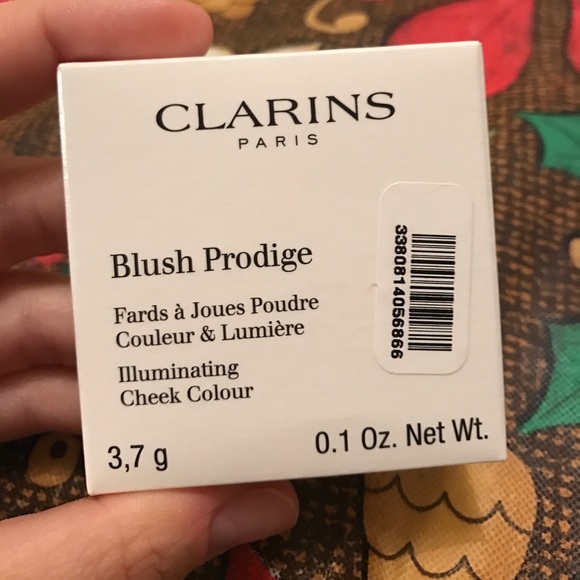 CLARINS
PARIS
Blush Prodige
Fards à Joues Poudre
Couleur & Lumière
Illuminating
Cheek Colour
3,7 g
0.1 Oz. Net Wt.
3380814056866